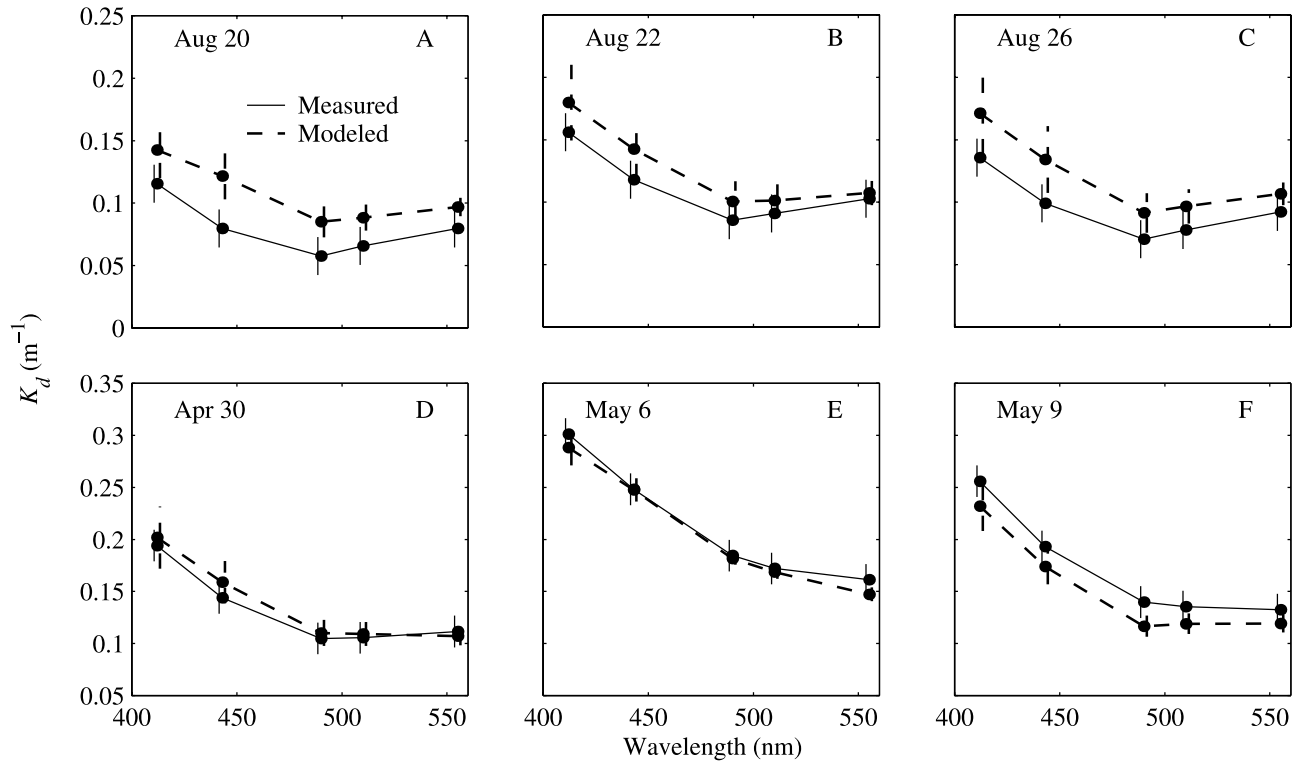 0.25
0.2
0.15
0.1
0.05
0
Aug 20 A
Measured
Modeled
Aug 22 B
Aug 26 C
K_d (m⁻¹)
0.35
0.3
0.25
0.2
0.15
0.1
0.05
Apr 30 D
May 6 E
May 9 F
400 450 500 550
400 450 500 550
400 450 500 550
Wavelength (nm)